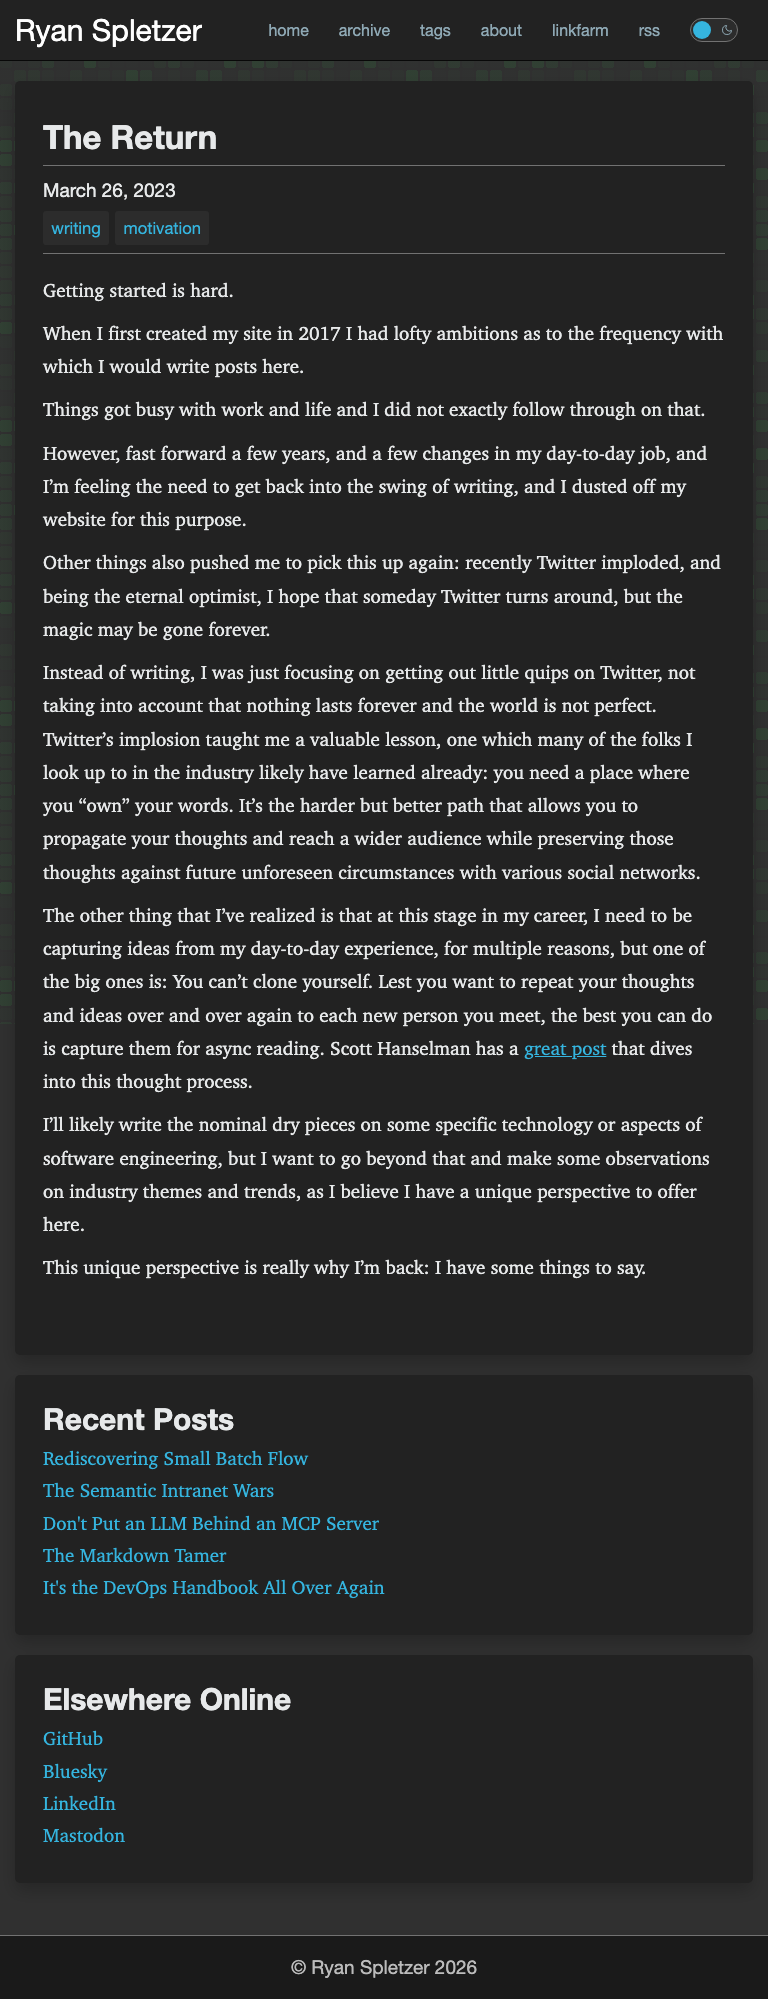 Ryan Spletzer
home archive tags about linkfarm rss
The Return
March 26, 2023
writing motivation
Getting started is hard.
When I first created my site in 2017 I had lofty ambitions as to the frequency with
which I would write posts here.
Things got busy with work and life and I did not exactly follow through on that.
However, fast forward a few years, and a few changes in my day-to-day job, and
I’m feeling the need to get back into the swing of writing, and I dusted off my
website for this purpose.
Other things also pushed me to pick this up again: recently Twitter imploded, and
being the eternal optimist, I hope that someday Twitter turns around, but the
magic may be gone forever.
Instead of writing, I was just focusing on getting out little quips on Twitter, not
taking into account that nothing lasts forever and the world is not perfect.
Twitter’s implosion taught me a valuable lesson, one which many of the folks I
look up to in the industry likely have learned already: you need a place where
you “own” your words. It’s the harder but better path that allows you to
propagate your thoughts and reach a wider audience while preserving those
thoughts against future unforeseen circumstances with various social networks.
The other thing that I’ve realized is that at this stage in my career, I need to be
capturing ideas from my day-to-day experience, for multiple reasons, but one of
the big ones is: You can’t clone yourself. Lest you want to repeat your thoughts
and ideas over and over again to each new person you meet, the best you can do
is capture them for async reading. Scott Hanselman has a great post that dives
into this thought process.
I’ll likely write the nominal dry pieces on some specific technology or aspects of
software engineering, but I want to go beyond that and make some observations
on industry themes and trends, as I believe I have a unique perspective to offer
here.
This unique perspective is really why I’m back: I have some things to say.
Recent Posts
Rediscovering Small Batch Flow
The Semantic Intranet Wars
Don't Put an LLM Behind an MCP Server
The Markdown Tamer
It's the DevOps Handbook All Over Again
Elsewhere Online
GitHub
Bluesky
LinkedIn
Mastodon
© Ryan Spletzer 2026